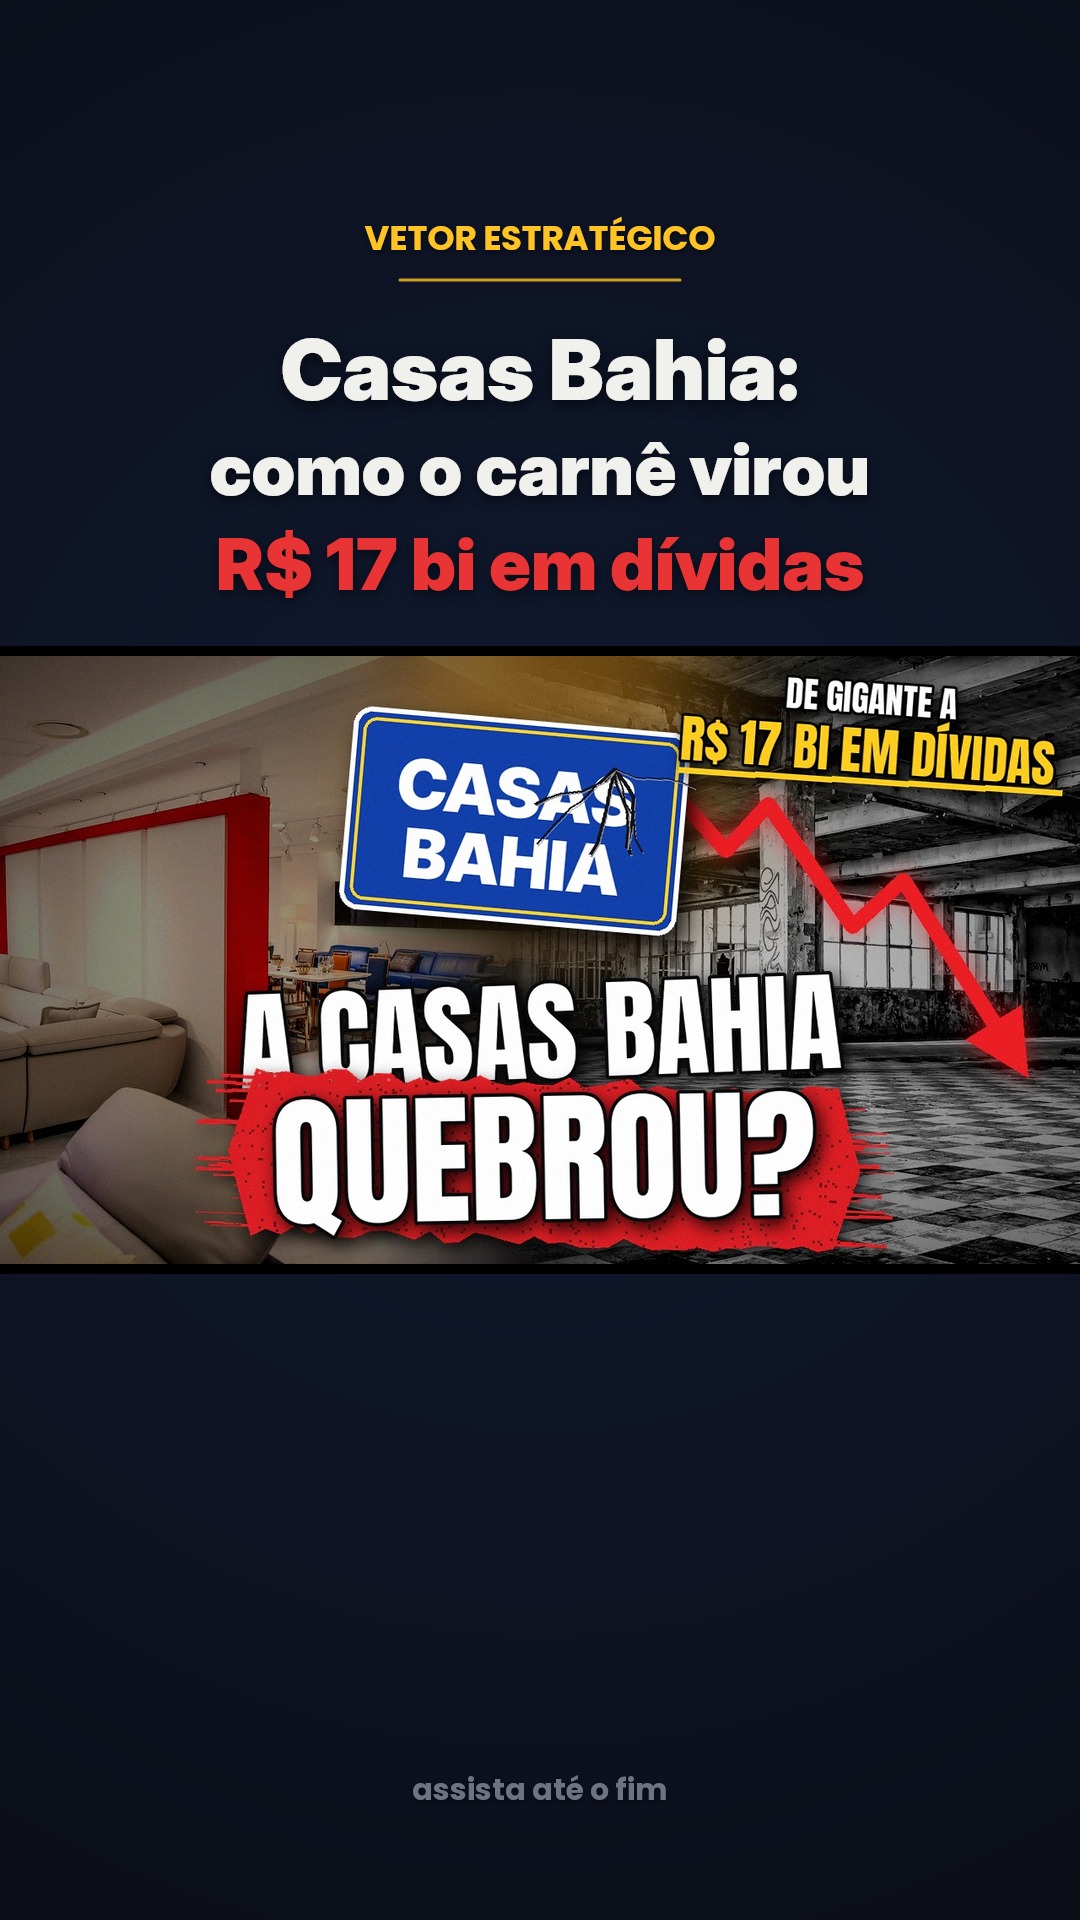 VETOR ESTRATÉGICO
Casas Bahia:
como o carnê virou
R$ 17 bi em dívidas
DE GIGANTE A
R$ 17 BI EM DÍVIDAS
CASAS
BAHIA
A CASAS BAHIA
QUEBROU?
assista até o fim